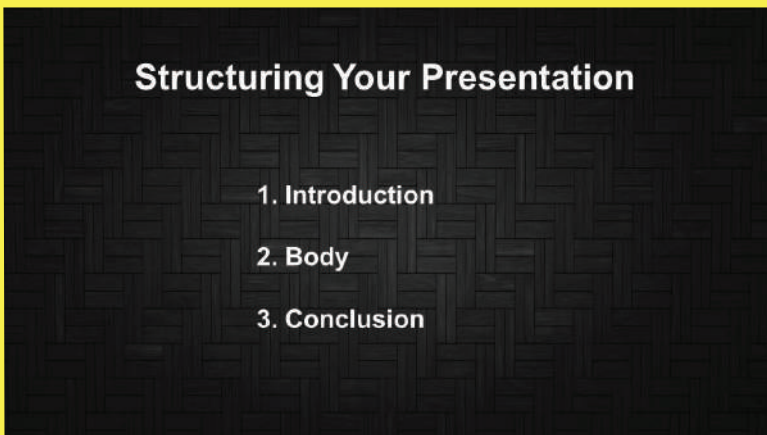 Structuring Your Presentation
1. Introduction
2. Body
3. Conclusion